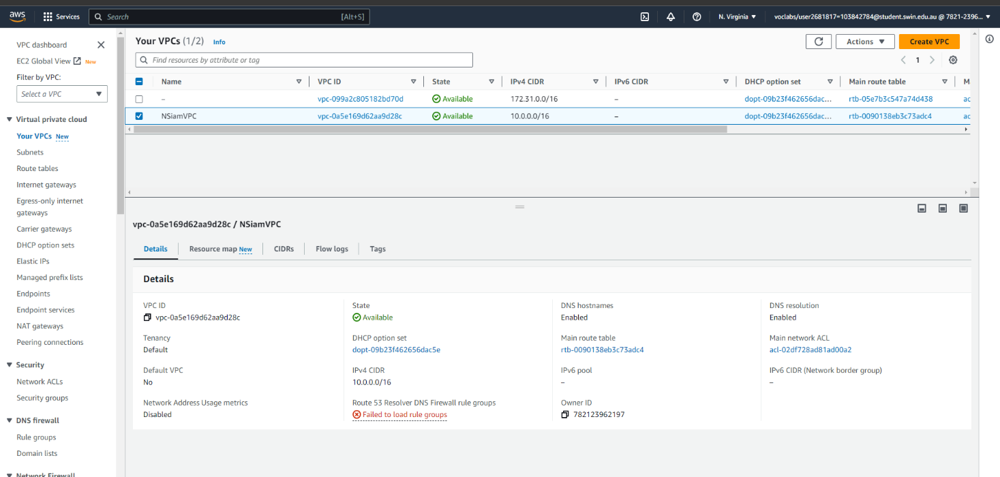 aws Services Search [Alt+S] N. Virginia ▼ voclabs/user2681817=103842784@student.swin.edu.au @ 7821-2396... ▼
VPC dashboard
EC2 Global View New
Filter by VPC:
Select a VPC
Virtual private cloud
Your VPCs New
Subnets
Route tables
Internet gateways
Egress-only internet
gateways
Carrier gateways
DHCP option sets
Elastic IPs
Managed prefix lists
Endpoints
Endpoint services
NAT gateways
Peering connections
Security
Network ACLs
Security groups
DNS firewall
Rule groups
Domain lists
Network Firewall
Your VPCs (1/2) Info
Actions ▼ Create VPC
Find resources by attribute or tag
1
Name VPC ID State IPv4 CIDR IPv6 CIDR DHCP option set Main route table M
– vpc-099a2c805182bd70d Available 172.31.0.0/16 – dopt-09b23f462656dac... rtb-05e7b3c547a74d438 ac
NSiamVPC vpc-0a5e169d62aa9d28c Available 10.0.0.0/16 – dopt-09b23f462656dac... rtb-0090138eb3c73adc4 ac
vpc-0a5e169d62aa9d28c / NSiamVPC
Details Resource map New CIDRs Flow logs Tags
Details
VPC ID
vpc-0a5e169d62aa9d28c
State
Available
DNS hostnames
Enabled
DNS resolution
Enabled
Tenancy
Default
DHCP option set
dopt-09b23f462656dac5e
Main route table
rtb-0090138eb3c73adc4
Main network ACL
acl-02df728ad81ad00a2
Default VPC
No
IPv4 CIDR
10.0.0.0/16
IPv6 pool
–
IPv6 CIDR (Network border group)
–
Network Address Usage metrics
Disabled
Route 53 Resolver DNS Firewall rule groups
Failed to load rule groups
Owner ID
782123962197